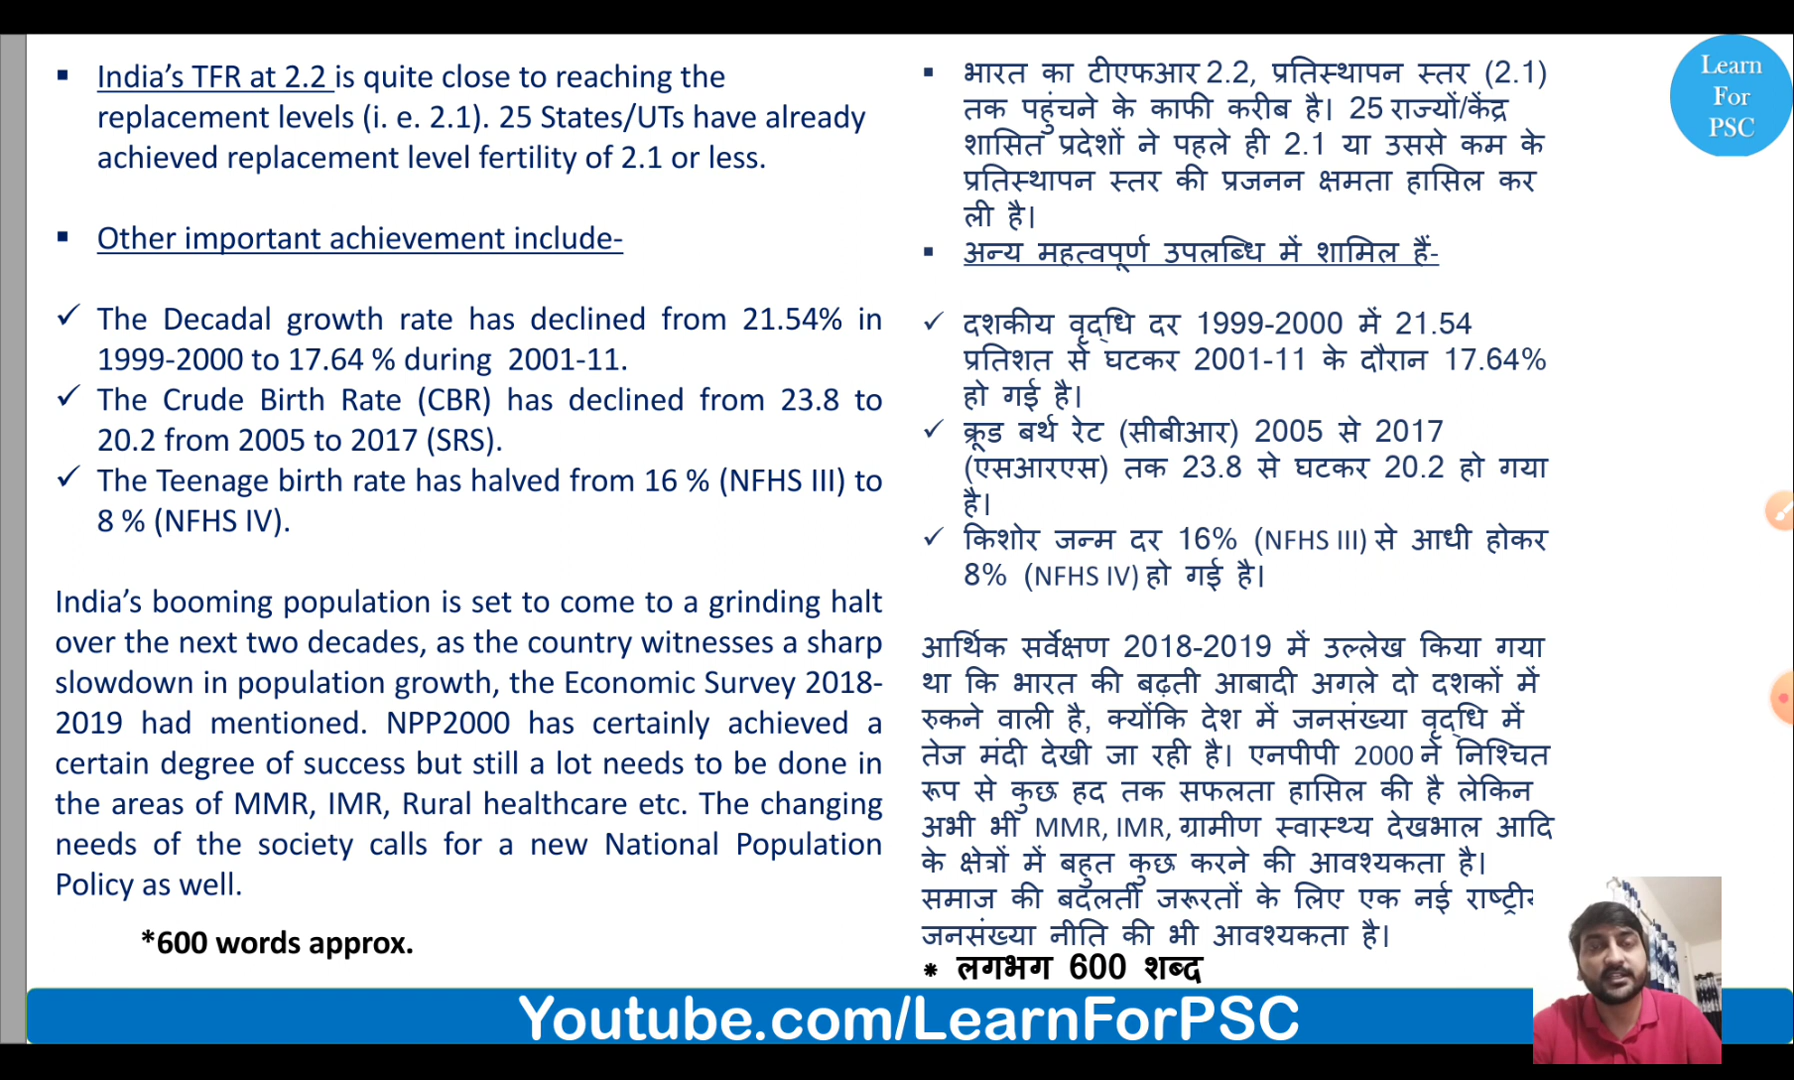 ▪ India's TFR at 2.2 is quite close to reaching the
replacement levels (i. e. 2.1). 25 States/UTs have already
achieved replacement level fertility of 2.1 or less.
▪ Other important achievement include-
✓ The Decadal growth rate has declined from 21.54% in
1999-2000 to 17.64 % during 2001-11.
✓ The Crude Birth Rate (CBR) has declined from 23.8 to
20.2 from 2005 to 2017 (SRS).
✓ The Teenage birth rate has halved from 16 % (NFHS III) to
8 % (NFHS IV).
India's booming population is set to come to a grinding halt
over the next two decades, as the country witnesses a sharp
slowdown in population growth, the Economic Survey 2018-
2019 had mentioned. NPP2000 has certainly achieved a
certain degree of success but still a lot needs to be done in
the areas of MMR, IMR, Rural healthcare etc. The changing
needs of the society calls for a new National Population
Policy as well.
*600 words approx.
▪ भारत का टीएफआर 2.2, प्रतिस्थापन स्तर (2.1)
तक पहुंचने के काफी करीब है। 25 राज्यों/केंद्र
शासित प्रदेशों ने पहले ही 2.1 या उससे कम के
प्रतिस्थापन स्तर की प्रजनन क्षमता हासिल कर
ली है।
▪ अन्य महत्वपूर्ण उपलब्धि में शामिल हैं-
✓ दशकीय वृद्धि दर 1999-2000 में 21.54
प्रतिशत से घटकर 2001-11 के दौरान 17.64%
हो गई है।
✓ क्रूड बर्थ रेट (सीबीआर) 2005 से 2017
(एसआरएस) तक 23.8 से घटकर 20.2 हो गया
है।
✓ किशोर जन्म दर 16% (NFHS III) से आधी होकर
8% (NFHS IV) हो गई है।
आर्थिक सर्वेक्षण 2018-2019 में उल्लेख किया गया
था कि भारत की बढ़ती आबादी अगले दो दशकों में
रुकने वाली है, क्योंकि देश में जनसंख्या वृद्धि में
तेज मंदी देखी जा रही है। एनपीपी 2000 ने निश्चित
रूप से कुछ हद तक सफलता हासिल की है लेकिन
अभी भी MMR, IMR, ग्रामीण स्वास्थ्य देखभाल आदि
के क्षेत्रों में बहुत कुछ करने की आवश्यकता है।
समाज की बदलती जरूरतों के लिए एक नई
जनसंख्या नीति की भी आवश्यकता है।
* लगभग 600 शब्द
Learn
For
PSC
Youtube.com/LearnForPSC